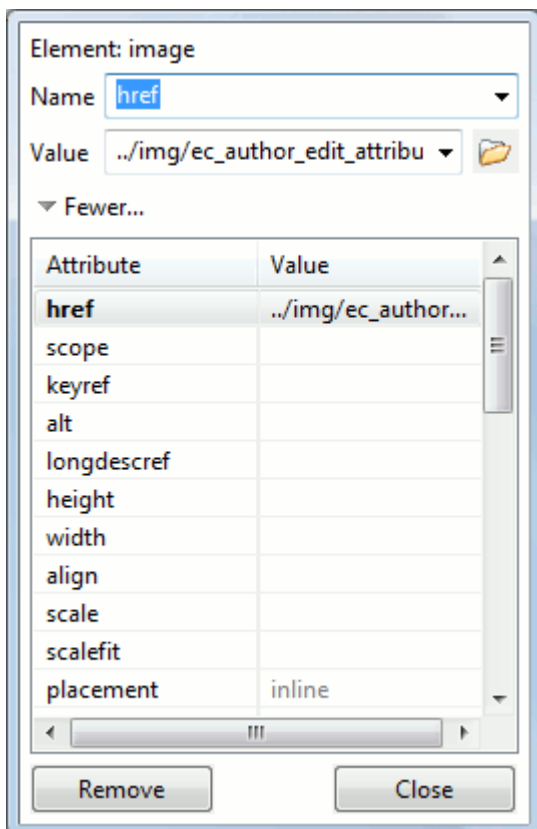 Element: image
Name href
Value ../img/ec_author_edit_attribu
Fewer...
Attribute Value
href ../img/ec_author...
scope
keyref
alt
longdescref
height
width
align
scale
scalefit
placement inline
Remove Close